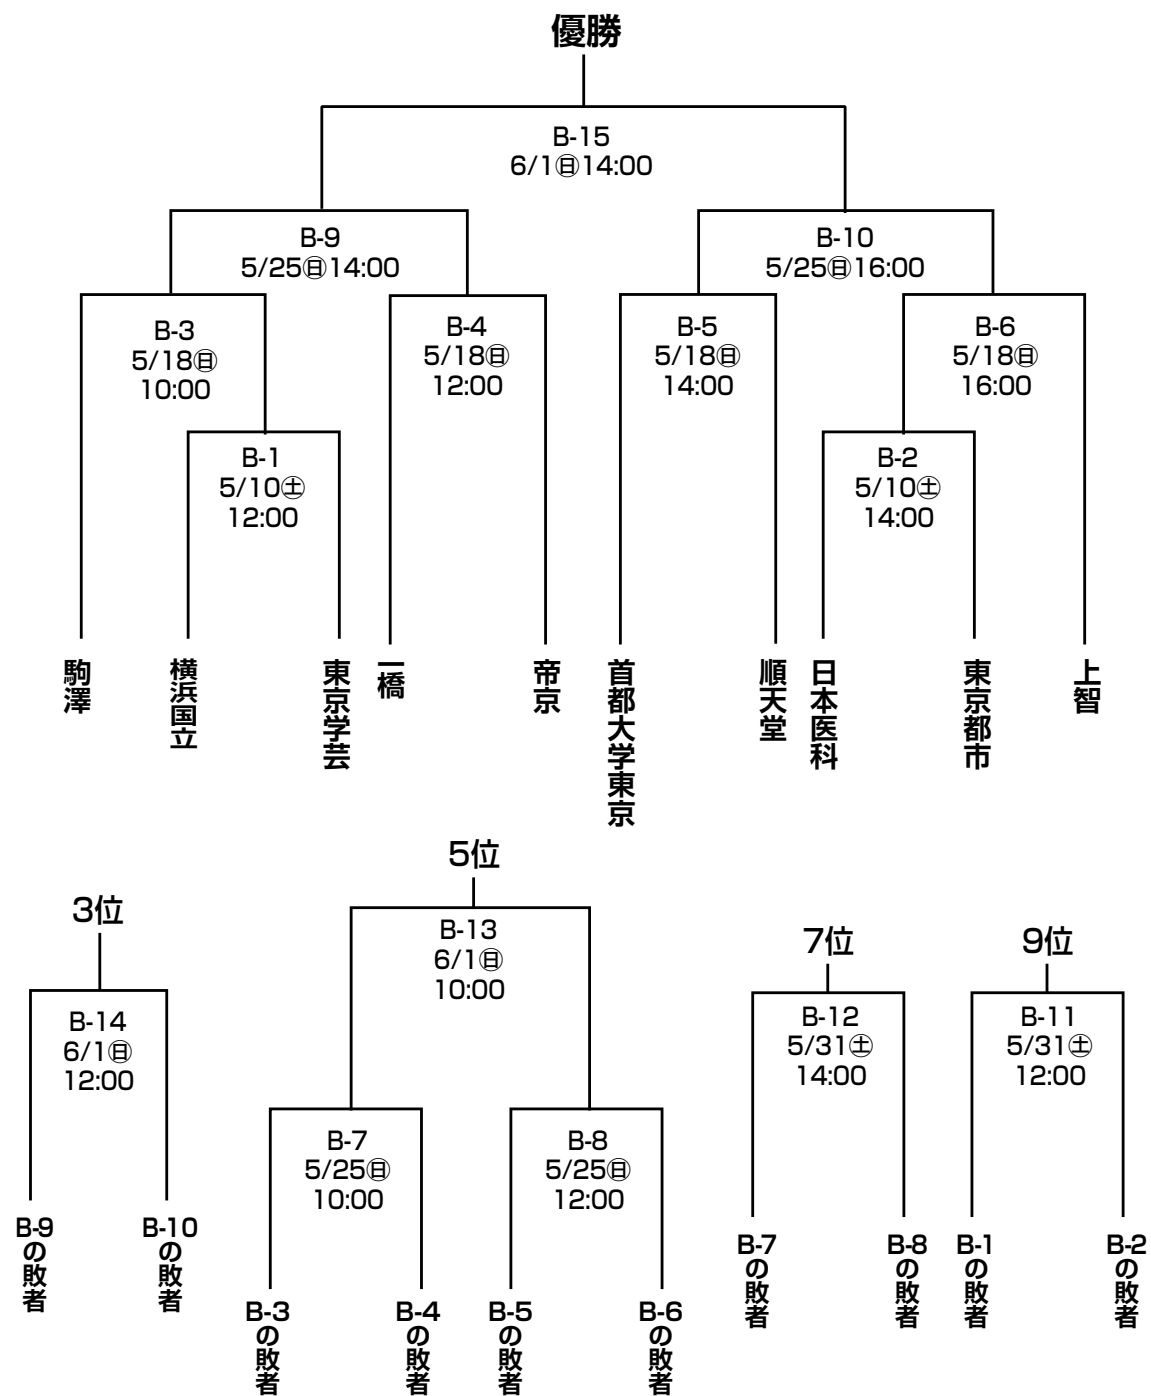 優勝
B-15
6/1㊐14:00
B-9
5/25㊐14:00
B-10
5/25㊐16:00
B-3
5/18㊐
10:00
B-4
5/18㊐
12:00
B-5
5/18㊐
14:00
B-6
5/18㊐
16:00
B-1
5/10㊏
12:00
B-2
5/10㊏
14:00
駒澤
横浜国立
東京学芸
一橋
帝京
首都大学東京
順天堂
日本医科
東京都市
上智
3位
B-14
6/1㊐
12:00
B-9の敗者
B-10の敗者
5位
B-13
6/1㊐
10:00
B-7
5/25㊐
10:00
B-8
5/25㊐
12:00
B-3の敗者
B-4の敗者
B-5の敗者
B-6の敗者
7位
B-12
5/31㊏
14:00
B-7の敗者
B-8の敗者
9位
B-11
5/31㊏
12:00
B-1の敗者
B-2の敗者